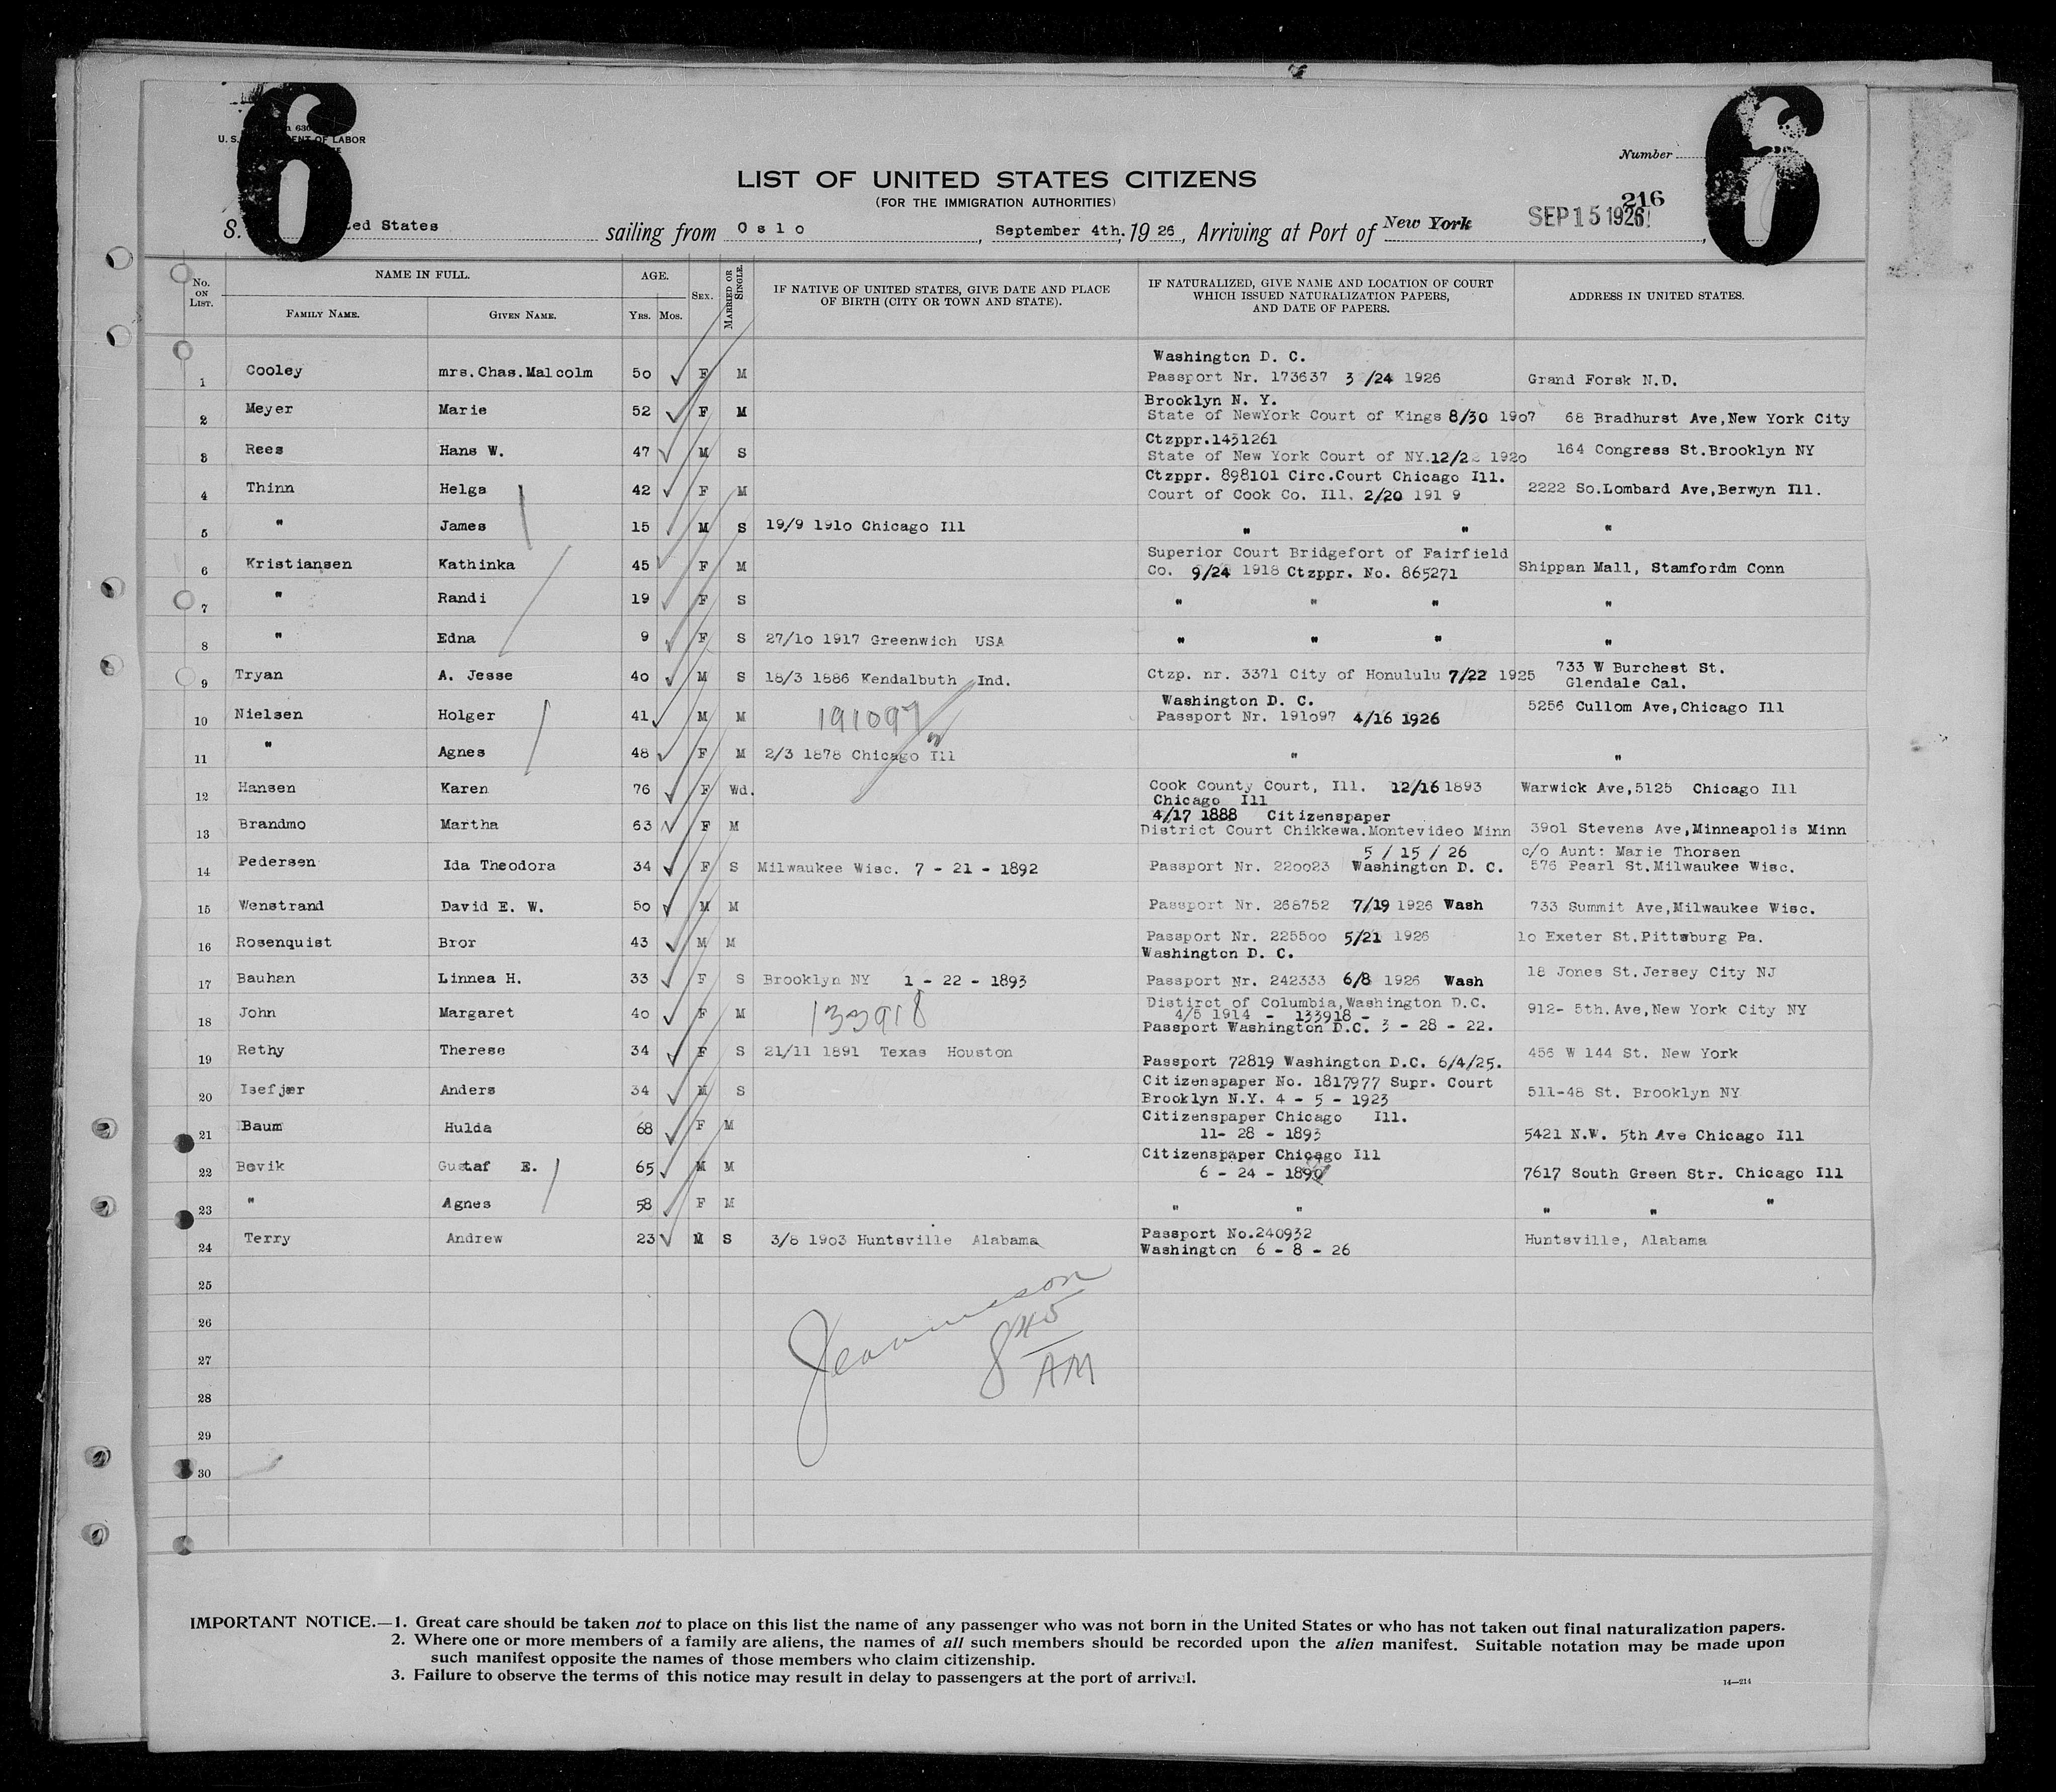 6
6
630
U. S. ENT OF LABOR
Number
LIST OF UNITED STATES CITIZENS
(FOR THE IMMIGRATION AUTHORITIES)
216
S. ted States sailing from Oslo, September 4th, 1926, Arriving at Port of New York SEP 15 1926
No. ON LIST.
NAME IN FULL.
FAMILY NAME.
GIVEN NAME.
AGE.
YRS. MOS.
SEX.
MARRIED OR SINGLE.
IF NATIVE OF UNITED STATES, GIVE DATE AND PLACE
OF BIRTH (CITY OR TOWN AND STATE).
IF NATURALIZED, GIVE NAME AND LOCATION OF COURT
WHICH ISSUED NATURALIZATION PAPERS,
AND DATE OF PAPERS.
ADDRESS IN UNITED STATES.
Washington D. C.
1 Cooley mrs.Chas.Malcolm 50 F M Passport Nr. 173637 3 /24 1926 Grand Forsk N.D.
Brooklyn N. Y.
2 Meyer Marie 52 F M State of NewYork Court of Kings 8/30 1907 68 Bradhurst Ave,New York City
Ctzppr.1431261
3 Rees Hans W. 47 M S State of New York Court of NY.12/2 1920 164 Congress St.Brooklyn NY
Ctzppr. 898101 Circ.Court Chicago Ill.
4 Thinn Helga 42 F M Court of Cook Co. Ill. 2/20 191 9 2222 So.Lombard Ave,Berwyn Ill.
5 " James 15 M S 19/9 1910 Chicago Ill " " "
Superior Court Bridgefort of Fairfield
6 Kristiansen Kathinka 45 F M Co. 9/24 1918 Ctzppr. No. 865271 Shippan Mall, Stamfordm Conn
7 " Randi 19 F S " " " "
8 " Edna 9 F S 27/10 1917 Greenwich USA " " " "
733 W Burchest St.
9 Tryan A. Jesse 40 M S 18/3 1886 Kendalbuth Ind. Ctzp. nr. 3371 City of Honululu 7/22 1925 Glendale Cal.
Washington D. C.
10 Nielsen Holger 41 M M 191097 Passport Nr. 191097 4/16 1926 5256 Cullom Ave,Chicago Ill
11 " Agnes 48 F M 2/3 1878 Chicago Ill " "
12 Hansen Karen 76 F Wd. Cook County Court, Ill. 12/16 1893 Warwick Ave,5125 Chicago Ill
Chicago Ill
4/17 1888 Citizenspaper
13 Brandmo Martha 63 F M District Court Chikkewa.Montevideo Minn 3901 Stevens Ave,Minneapolis Minn
5 / 15 / 26 c/o Aunt: Marie Thorsen
14 Pedersen Ida Theodora 34 F S Milwaukee Wisc. 7 - 21 - 1892 Passport Nr. 220023 Washington D. C. 576 Pearl St.Milwaukee Wisc.
15 Wenstrand David E. W. 50 M M Passport Nr. 268752 7/19 1926 Wash 733 Summit Ave,Milwaukee Wisc.
16 Rosenquist Bror 43 M M Passport Nr. 225500 5/21 1926 10 Exeter St.Pittsburg Pa.
Washington D. C.
17 Bauhan Linnea H. 33 F S Brooklyn NY 1 - 22 - 1893 Passport Nr. 242333 6/8 1926 Wash 18 Jones St.Jersey City NJ
Distirct of Columbia,Washington D.C.
18 John Margaret 40 F M 133918 4/5 1914 - 133918 - 912- 5th.Ave,New York City NY
Passport Washington D.C. 3 - 28 - 22.
19 Rethy Therese 34 F S 21/11 1891 Texas Houston Passport 72819 Washington D.C. 6/4/25. 456 W 144 St. New York
Citizenspaper No. 1817977 Supr. Court
20 Isefjær Anders 34 M S Brooklyn N.Y. 4 - 5 - 1923 511-48 St. Brooklyn NY
Citizenspaper Chicago Ill.
21 Baum Hulda 68 F M 11- 28 - 1893 5421 N.W. 5th Ave Chicago Ill
Citizenspaper Chicago Ill
22 Bovik Gustaf E. 65 M M 6 - 24 - 1890 7617 South Green Str. Chicago Ill
23 " Agnes 58 F M " " " " "
Passport No.240932
24 Terry Andrew 23 M S 3/8 1903 Huntsville Alabama Washington 6 - 8 - 26 Huntsville, Alabama
25
26
27
28
29
30
8 45
AM
IMPORTANT NOTICE.—1. Great care should be taken not to place on this list the name of any passenger who was not born in the United States or who has not taken out final naturalization papers.
2. Where one or more members of a family are aliens, the names of all such members should be recorded upon the alien manifest. Suitable notation may be made upon
such manifest opposite the names of those members who claim citizenship.
3. Failure to observe the terms of this notice may result in delay to passengers at the port of arrival.
14—214